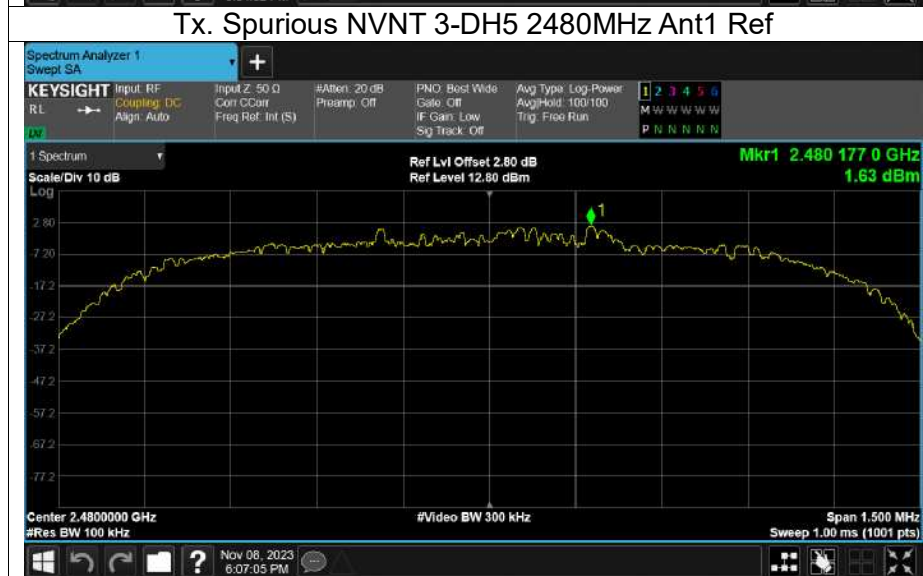 Tx. Spurious NVNT 3-DH5 2480MHz Ant1 Ref
Spectrum Analyzer 1
Swept SA
+
KEYSIGHT
RL
Input: RF
Coupling: DC
Align: Auto
Input Z: 50 Ω
Corr CCorr
Freq Ref: Int (S)
#Atten: 20 dB
Preamp: Off
PNO: Best Wide
Gate: Off
IF Gain: Low
Sig Track: Off
Avg Type: Log-Power
Avg|Hold: 100/100
Trig: Free Run
1 2 3 4 5 6
M W W W W W
P N N N N N
1 Spectrum
Scale/Div 10 dB
Ref Lvl Offset 2.80 dB
Ref Level 12.80 dBm
Mkr1 2.480 177 0 GHz
1.63 dBm
Log
1
2.80
-7.20
-17.2
-27.2
-37.2
-47.2
-57.2
-67.2
-77.2
Center 2.4800000 GHz
#Video BW 300 kHz
Span 1.500 MHz
#Res BW 100 kHz
Sweep 1.00 ms (1001 pts)
?
Nov 08, 2023
6:07:05 PM